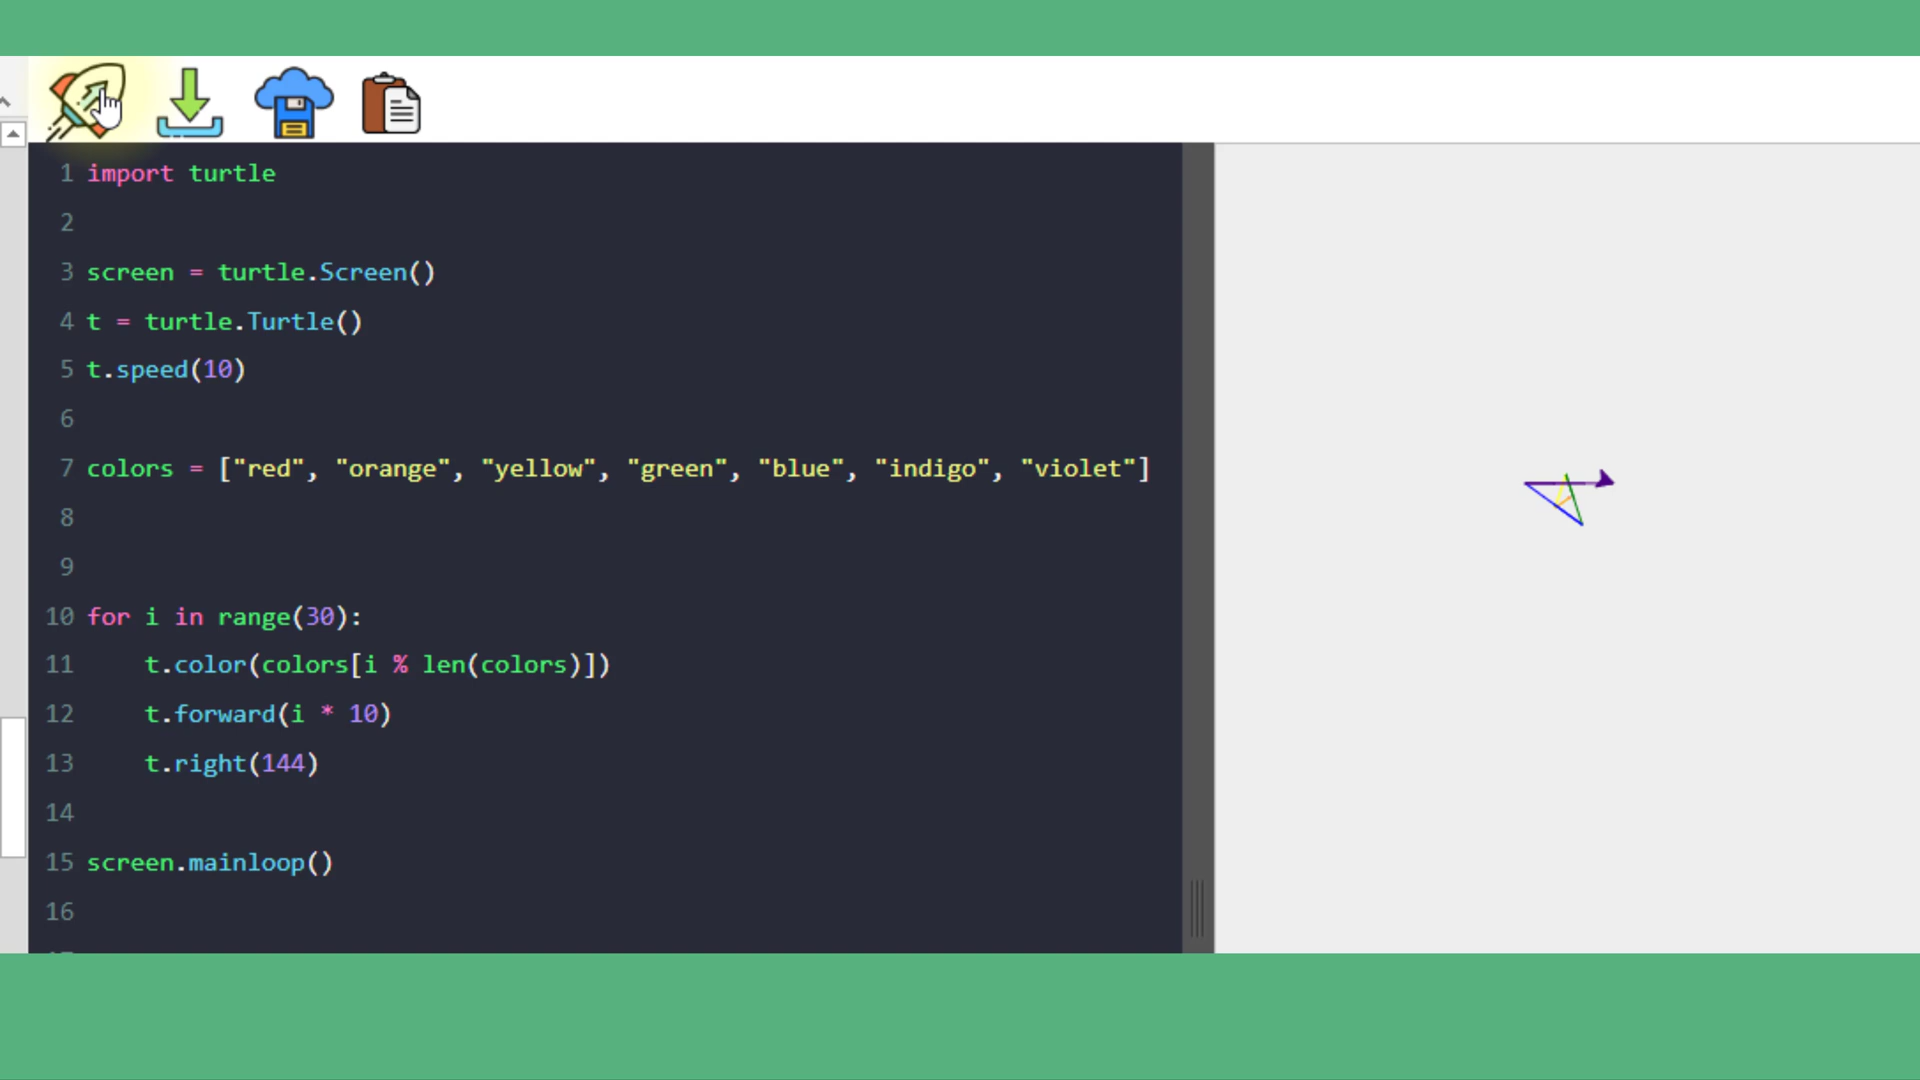 1 import turtle
2
3 screen = turtle.Screen()
4 t = turtle.Turtle()
5 t.speed(10)
6
7 colors = ["red", "orange", "yellow", "green", "blue", "indigo", "violet"]
8
9
10 for i in range(30):
11     t.color(colors[i % len(colors)])
12     t.forward(i * 10)
13     t.right(144)
14
15 screen.mainloop()
16